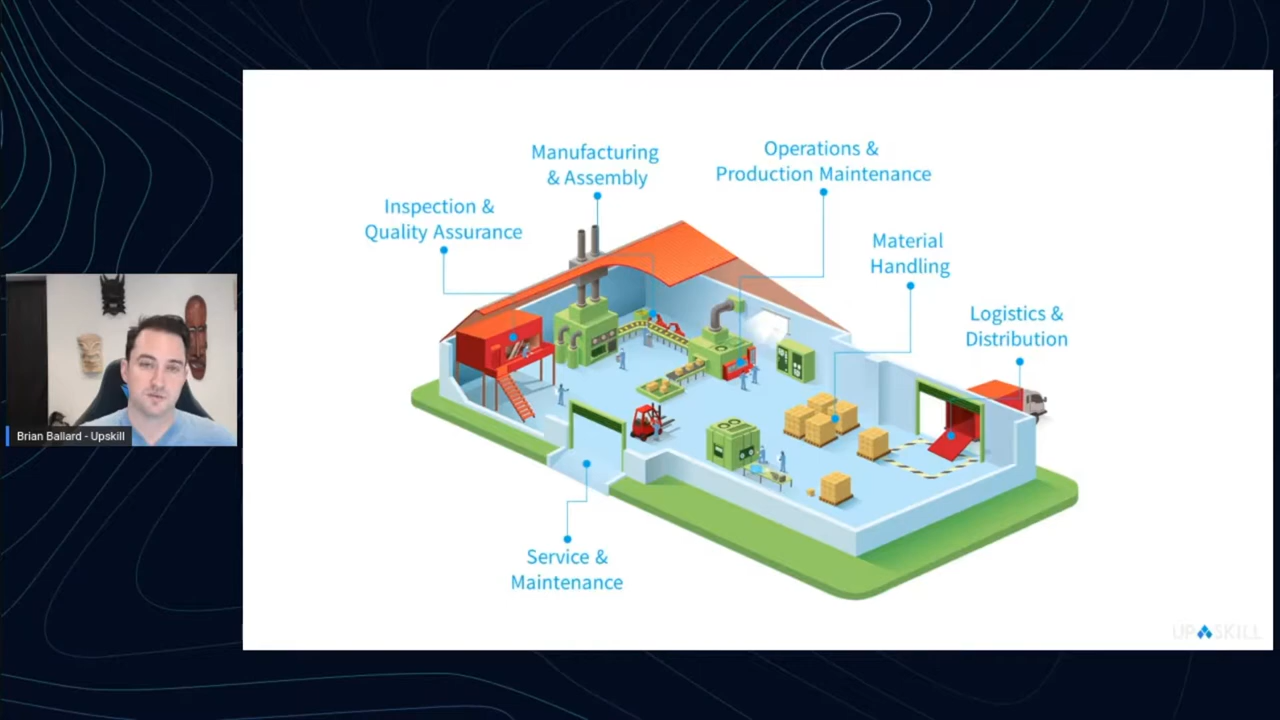 Manufacturing
& Assembly
Operations &
Production Maintenance
Inspection &
Quality Assurance
Material
Handling
Logistics &
Distribution
Brian Ballard - Upskill
Service &
Maintenance
UPSKILL